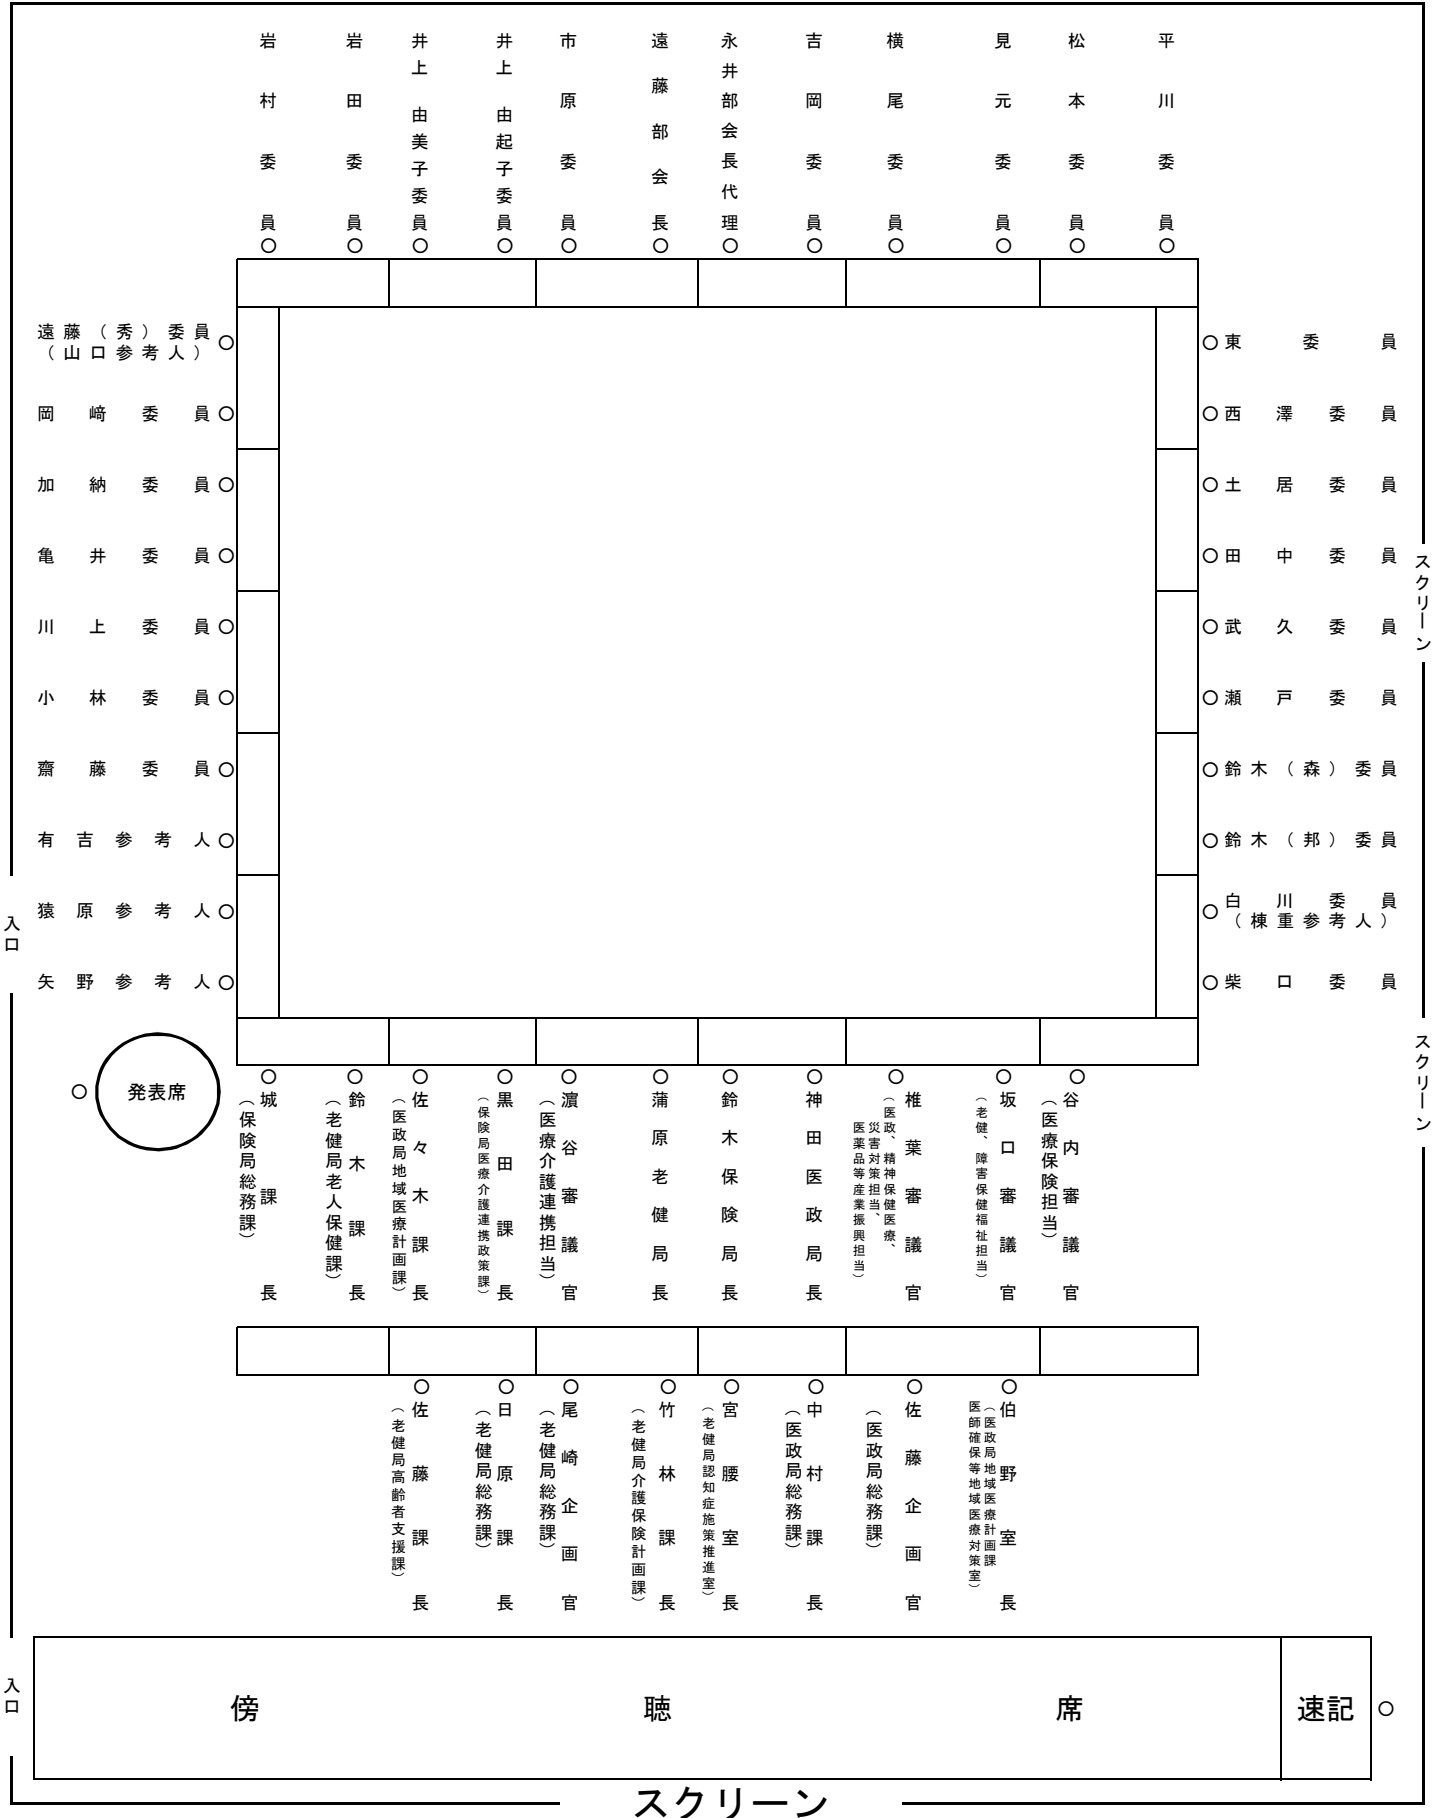 岩村委員
岩田委員
井上由美子委員
井上由起子委員
市原委員
遠藤部会長
永井部会長代理
吉岡委員
横尾委員
見元委員
松本委員
平川委員
遠藤（秀）委員
（山口参考人）
岡﨑委員
加納委員
亀井委員
川上委員
小林委員
齋藤委員
有吉参考人
猿原参考人
矢野参考人
東委員
西澤委員
土居委員
田中委員
武久委員
瀬戸委員
鈴木（森）委員
鈴木（邦）委員
白川委員
（棟重参考人）
柴口委員
スクリーン
スクリーン
入口
発表席
城課長
（保険局総務課）
鈴木課長
（老健局老人保健課）
佐々木課長
（医政局地域医療計画課）
黒田課長
（保険局医療介護連携政策課）
濵谷審議官
（医療介護連携担当）
蒲原老健局長
鈴木保険局長
神田医政局長
椎葉審議官
（医政、精神保健医療、
災害対策担当、
医薬品等産業振興担当）
坂口審議官
（老健、障害保健福祉担当）
谷内審議官
（医療保険担当）
佐藤課長
（老健局高齢者支援課）
日原課長
（老健局総務課）
尾崎企画官
（老健局総務課）
竹林課長
（老健局介護保険計画課）
宮腰室長
（老健局認知症施策推進室）
中村課長
（医政局総務課）
佐藤企画官
（医政局総務課）
伯野室長
（医政局地域医療計画課
医師確保等地域医療対策室）
入口
傍聴席
速記
スクリーン